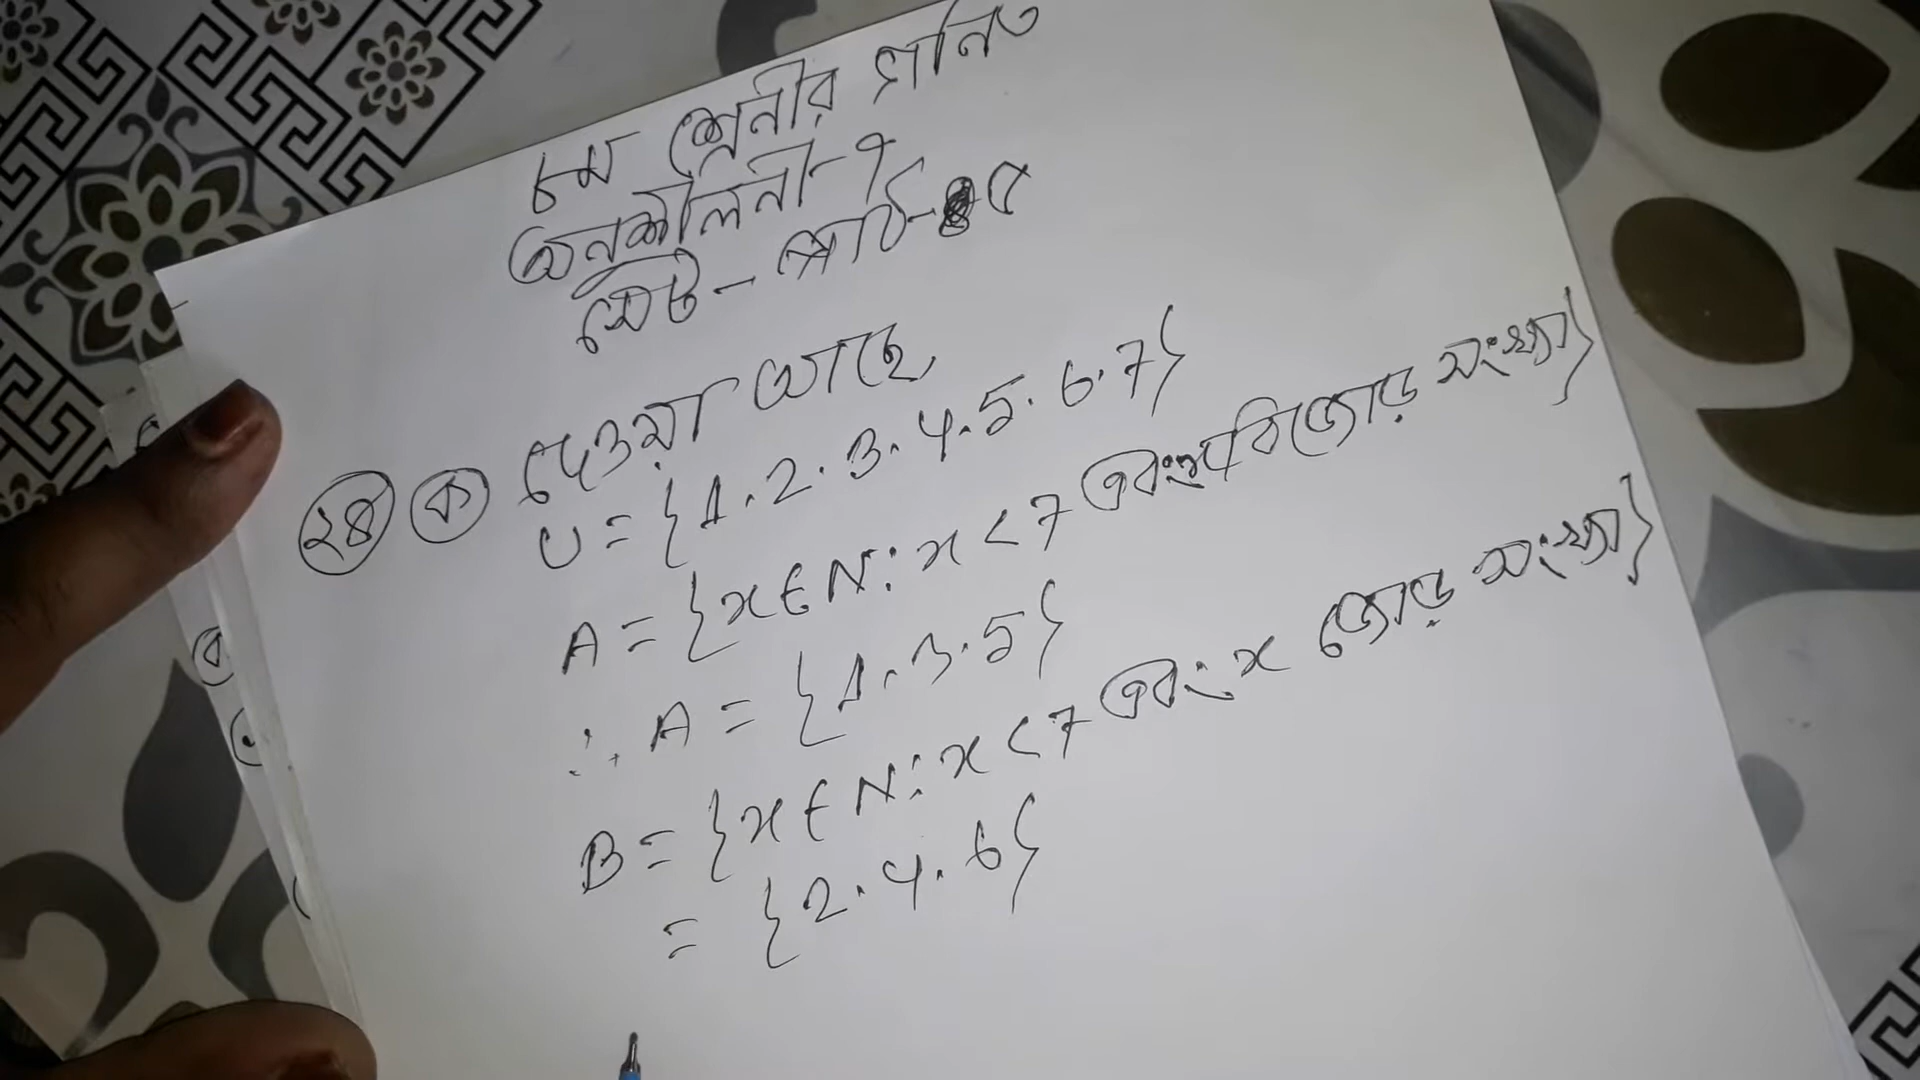 ৮ম শ্রেনীর গনিত
অনুশীলনী-৭
সেট - পাঠ-৫
২৪ ক দেওয়া আছে,
U = {1.2.3.4.5.6.7}
A = {x∈N: x<7 এবং x বিজোড় সংখ্যা}
∴ A = {1.3.5}
B = {x∈N: x<7 এবং x জোড় সংখ্যা}
= {2.4.6}